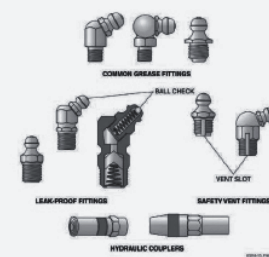 COMMON GREASE FITTINGS
BALL CHECK
VENT SLOT
LEAK-PROOF FITTINGS
SAFETY VENT FITTINGS
HYDRAULIC COUPLERS